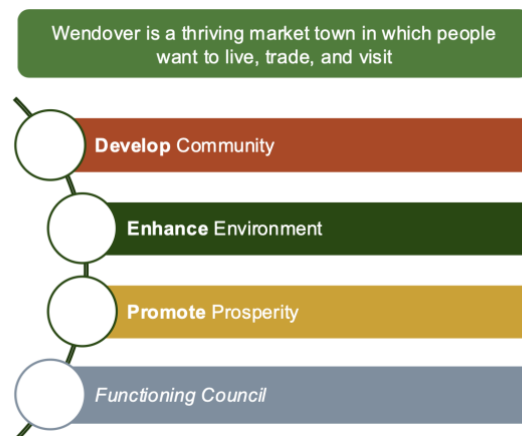 Wendover is a thriving market town in which people
want to live, trade, and visit
Develop Community
Enhance Environment
Promote Prosperity
Functioning Council